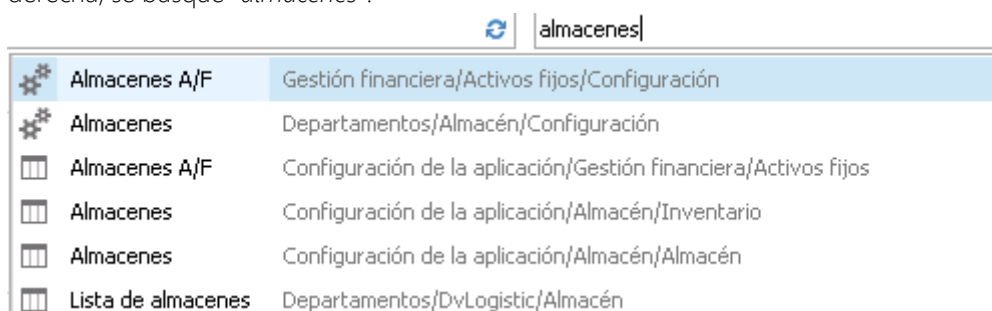 derecha, se busque "almacenes".
almacenes
Almacenes A/F Gestión financiera/Activos fijos/Configuración
Almacenes Departamentos/Almacén/Configuración
Almacenes A/F Configuración de la aplicación/Gestión financiera/Activos fijos
Almacenes Configuración de la aplicación/Almacén/Inventario
Almacenes Configuración de la aplicación/Almacén/Almacén
Lista de almacenes Departamentos/DvLogistic/Almacén